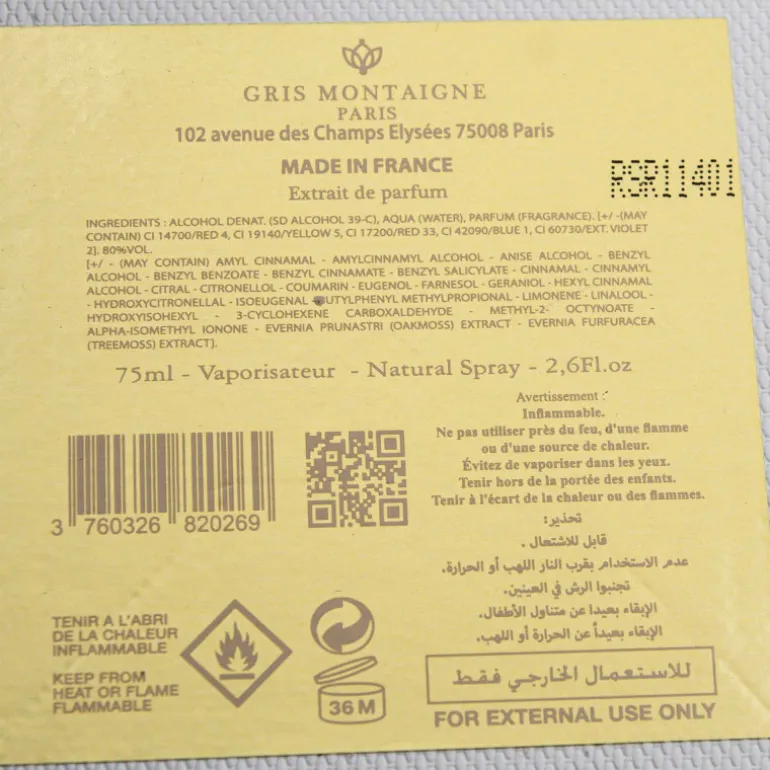 GRIS MONTAIGNE
PARIS
102 avenue des Champs Elysées 75008 Paris
MADE IN FRANCE
Extrait de parfum
RSR11401
INGREDIENTS : ALCOHOL DENAT. (SD ALCOHOL 39-C), AQUA (WATER), PARFUM (FRAGRANCE). [+/ -(MAY
CONTAIN) CI 14700/RED 4, CI 19140/YELLOW 5, CI 17200/RED 33, CI 42090/BLUE 1, CI 60730/EXT. VIOLET
2]. 80%VOL.
[+/ - (MAY CONTAIN) AMYL CINNAMAL - AMYLCINNAMYL ALCOHOL - ANISE ALCOHOL - BENZYL
ALCOHOL - BENZYL BENZOATE - BENZYL CINNAMATE - BENZYL SALICYLATE - CINNAMAL - CINNAMYL
ALCOHOL - CITRAL - CITRONELLOL - COUMARIN - EUGENOL - FARNESOL - GERANIOL - HEXYL CINNAMAL
- HYDROXYCITRONELLAL - ISOEUGENAL - BUTYLPHENYL METHYLPROPIONAL - LIMONENE - LINALOOL -
HYDROXYISOHEXYL - 3-CYCLOHEXENE CARBOXALDEHYDE - METHYL-2- OCTYNOATE -
ALPHA-ISOMETHYL IONONE - EVERNIA PRUNASTRI (OAKMOSS) EXTRACT - EVERNIA FURFURACEA
(TREEMOSS) EXTRACT].
75ml - Vaporisateur - Natural Spray - 2,6Fl.oz
Avertissement :
Inflammable.
Ne pas utiliser près du feu, d'une flamme
ou d'une source de chaleur.
Évitez de vaporiser dans les yeux.
Tenir hors de la portée des enfants.
Tenir à l'écart de la chaleur ou des flammes.
3 760326 820269
تحذير:
قابل للاشتعال .
عدم الاستخدام بقرب النار اللهب أو الحرارة.
تجنبوا الرش في العينين.
الإبقاء بعيدا عن متناول الأطفال.
الإبقاء بعيداً عن الحرارة أو اللهب.
TENIR A L'ABRI
DE LA CHALEUR
INFLAMMABLE
KEEP FROM
HEAT OR FLAME
FLAMMABLE
36 M
للاستعمال الخارجي فقط
FOR EXTERNAL USE ONLY